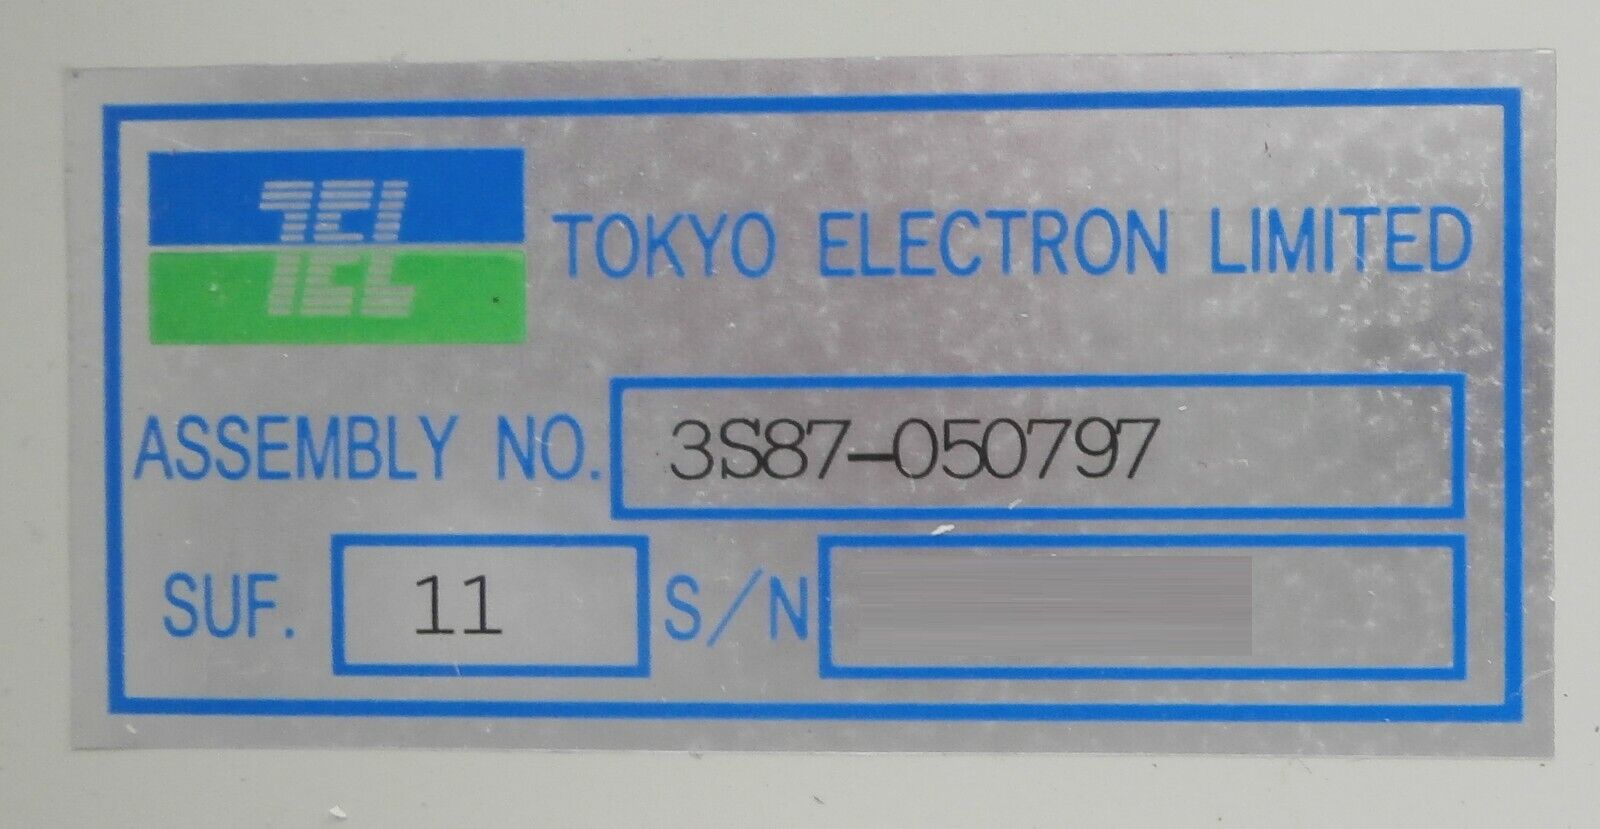 TEL TOKYO ELECTRON LIMITED
ASSEMBLY NO. 3S87-050797
SUF. 11 S/N